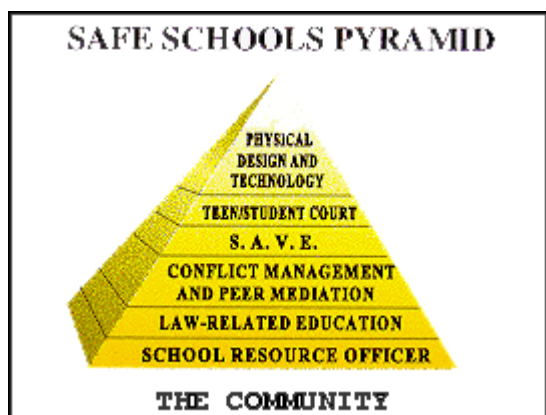 SAFE SCHOOLS PYRAMID
PHYSICAL
DESIGN AND
TECHNOLOGY
TEEN/STUDENT COURT
S. A. V. E.
CONFLICT MANAGEMENT
AND PEER MEDIATION
LAW-RELATED EDUCATION
SCHOOL RESOURCE OFFICER
THE COMMUNITY